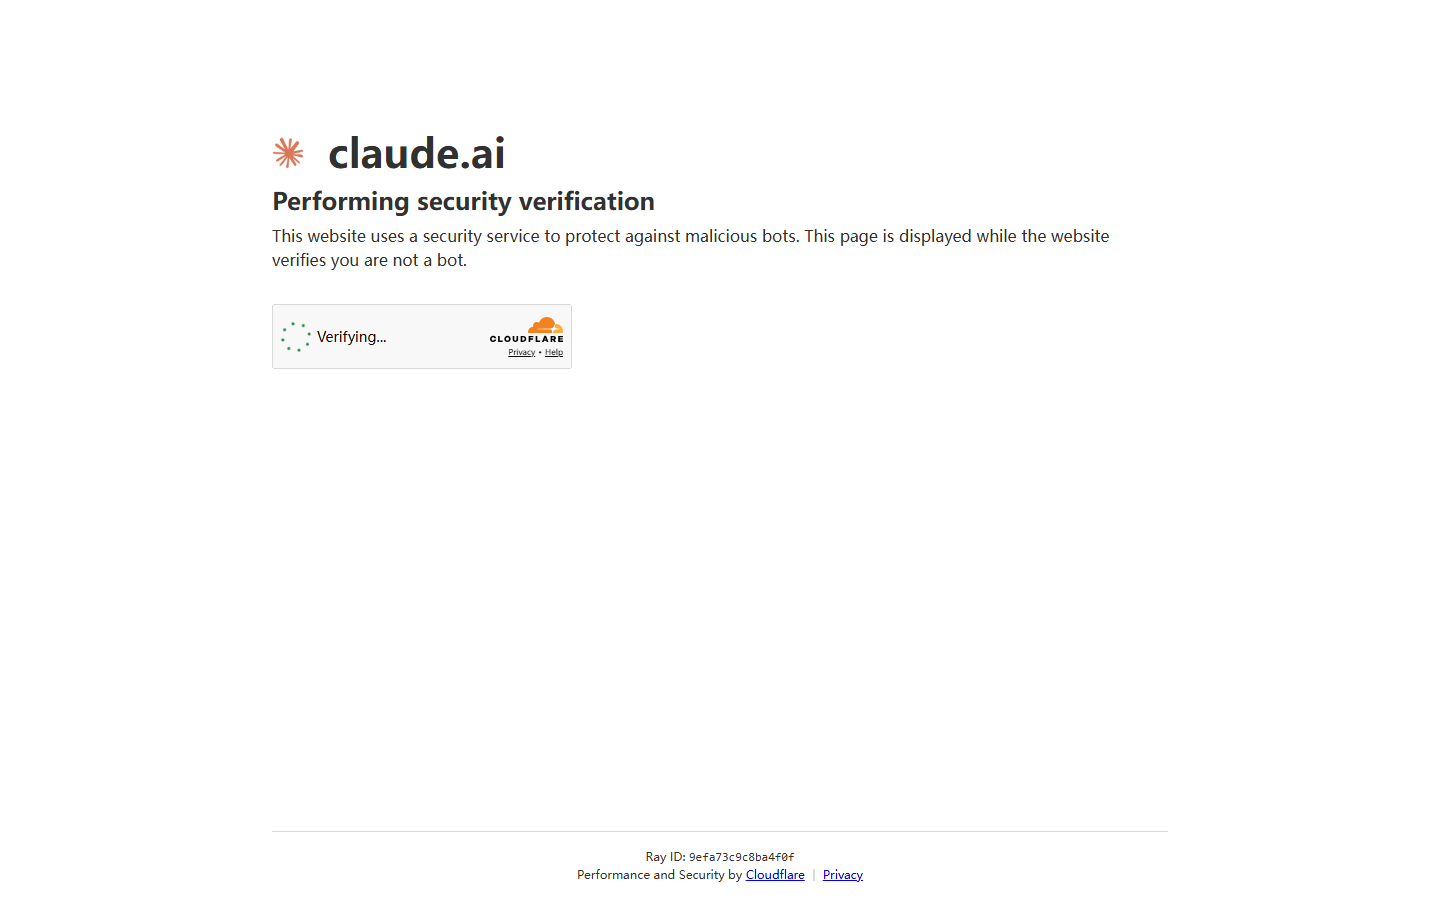 claude.ai
Performing security verification
This website uses a security service to protect against malicious bots. This page is displayed while the website
verifies you are not a bot.
Verifying...
CLOUDFLARE
Privacy • Help
Ray ID: 9efa73c9c8ba4f0f
Performance and Security by Cloudflare | Privacy